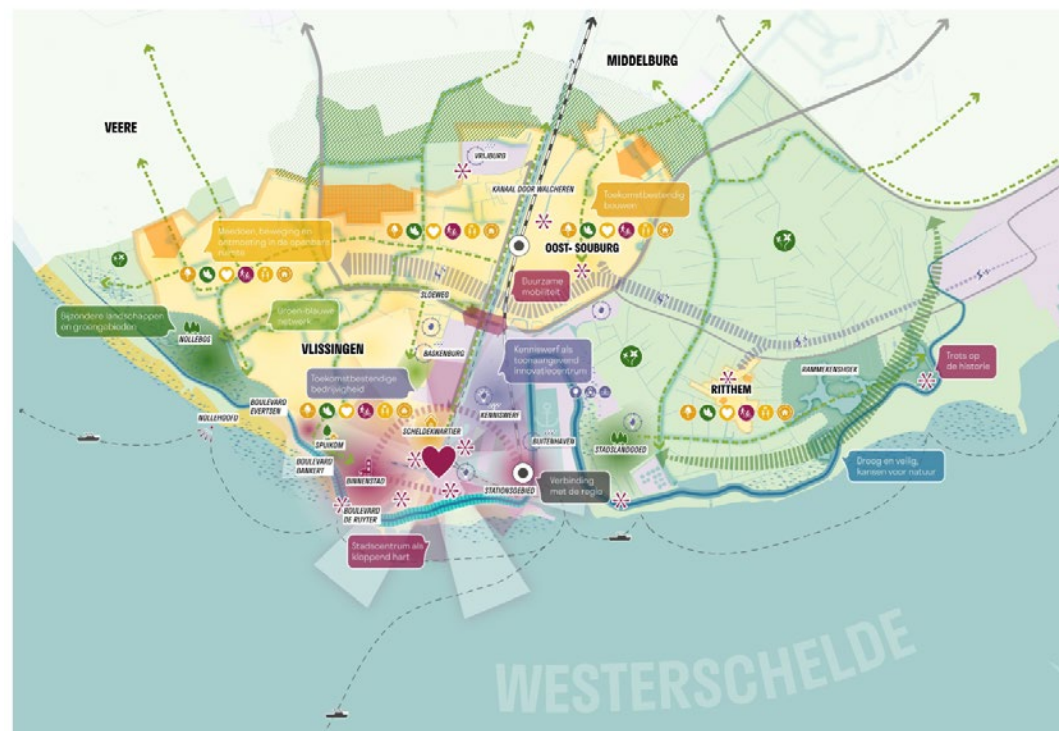 MIDDELBURG
VEERE
VRIJBURG
KANAAL DOOR WALCHEREN
Toekomstbestendig
bouwen
Meedoen, beweging en
ontmoeting in de openbare
ruimte
OOST- SOUBURG
Duurzame
mobiliteit
SLOEWEG
Bijzondere landschappen
en groengebieden
Groen-blauwe
netwerk
NOLLEBOS
VLISSINGEN
BASKENBURG
Kenniswerf als
toonaangevend
innovatiecentrum
Toekomstbestendige
bedrijvigheid
RAMMEKENSHOEK
Trots op
de historie
RITTHEM
BOULEVARD
EVERTSEN
NOLLEHOOFD
KENNISWERF
SCHELDEKWARTIER
SPUIKOM
BUITENHAVEN
STADSLANDGOED
BOULEVARD
BANKERT
BINNENSTAD
STATIONSGEBIED
Verbinding
met de regio
Droog en veilig,
kansen voor natuur
BOULEVARD
DE RUYTER
Stadscentrum als
kloppend hart
WESTERSCHELDE